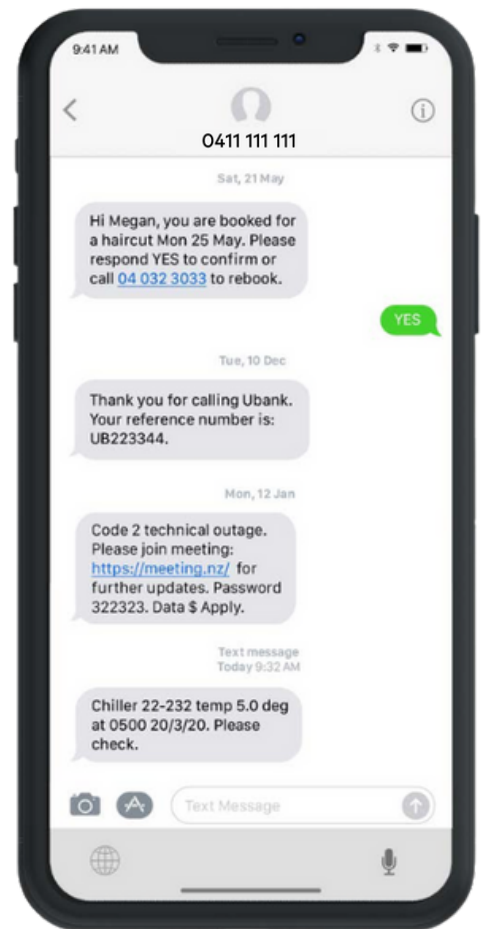 9:41 AM
0411 111 111
Sat, 21 May
Hi Megan, you are booked for
a haircut Mon 25 May. Please
respond YES to confirm or
call 04 032 3033 to rebook.
YES
Tue, 10 Dec
Thank you for calling Ubank.
Your reference number is:
UB223344.
Mon, 12 Jan
Code 2 technical outage.
Please join meeting:
https://meeting.nz/ for
further updates. Password
322323. Data $ Apply.
Text message
Today 9:32 AM
Chiller 22-232 temp 5.0 deg
at 0500 20/3/20. Please
check.
Text Message